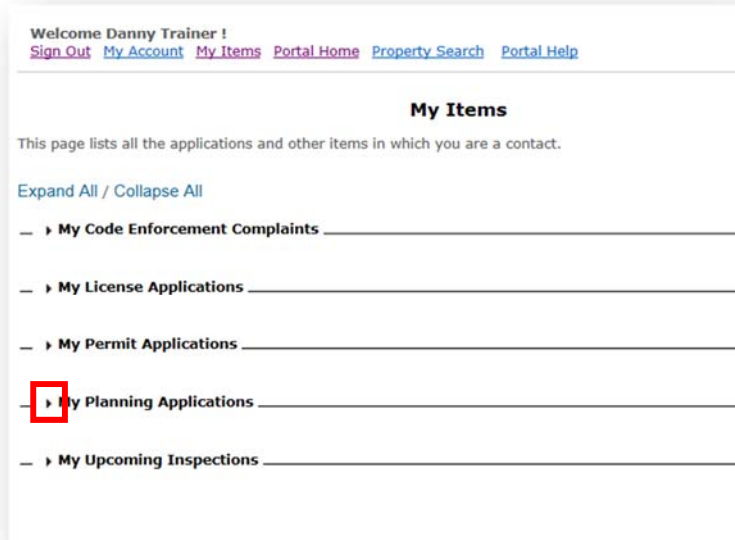 Welcome Danny Trainer !
Sign Out My Account My Items Portal Home Property Search Portal Help
My Items
This page lists all the applications and other items in which you are a contact.
Expand All / Collapse All
My Code Enforcement Complaints
My License Applications
My Permit Applications
My Planning Applications
My Upcoming Inspections